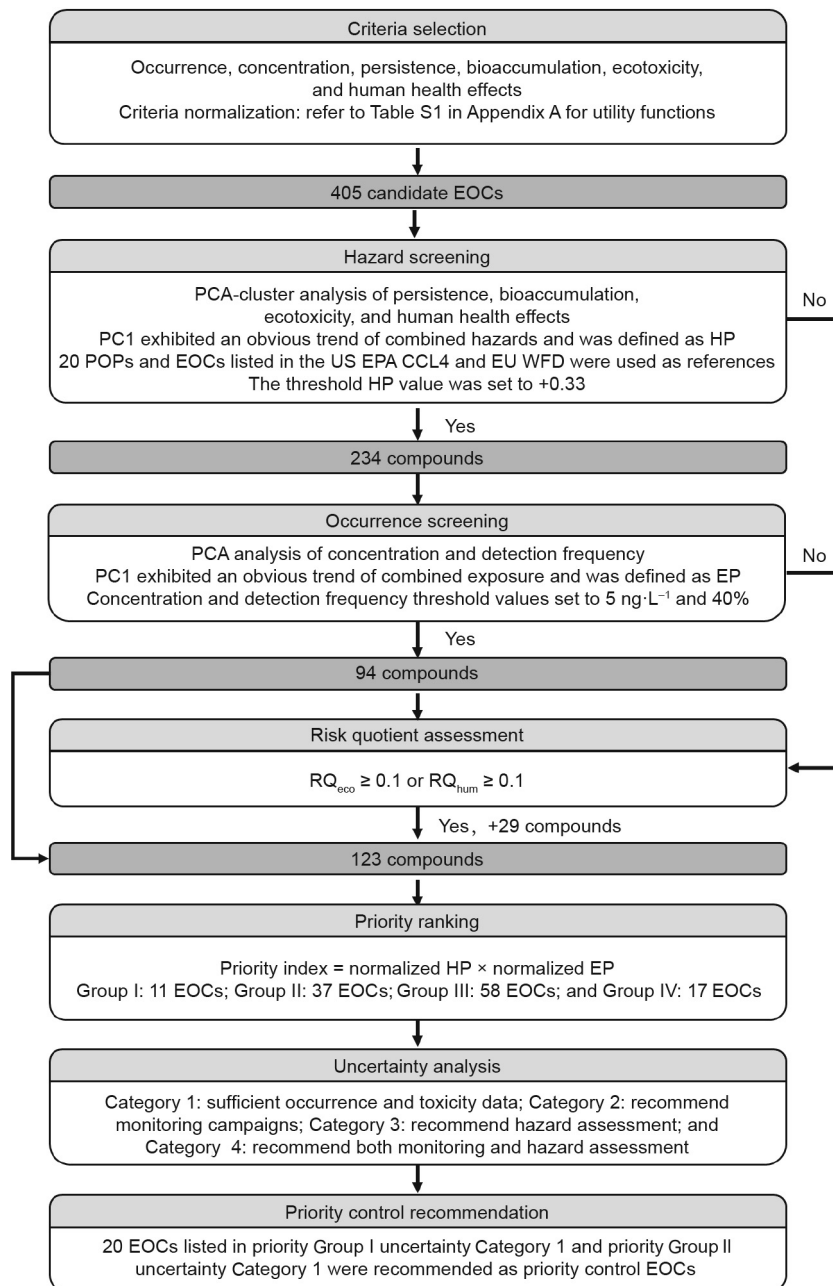 Criteria selection
Occurrence, concentration, persistence, bioaccumulation, ecotoxicity,
and human health effects
Criteria normalization: refer to Table S1 in Appendix A for utility functions
405 candidate EOCs
Hazard screening
PCA-cluster analysis of persistence, bioaccumulation,
ecotoxicity, and human health effects
PC1 exhibited an obvious trend of combined hazards and was defined as HP
20 POPs and EOCs listed in the US EPA CCL4 and EU WFD were used as references
The threshold HP value was set to +0.33
No
Yes
234 compounds
Occurrence screening
PCA analysis of concentration and detection frequency
PC1 exhibited an obvious trend of combined exposure and was defined as EP
Concentration and detection frequency threshold values set to 5 ng·L⁻¹ and 40%
No
Yes
94 compounds
Risk quotient assessment
RQeco ≥ 0.1 or RQhum ≥ 0.1
Yes, +29 compounds
123 compounds
Priority ranking
Priority index = normalized HP × normalized EP
Group I: 11 EOCs; Group II: 37 EOCs; Group III: 58 EOCs; and Group IV: 17 EOCs
Uncertainty analysis
Category 1: sufficient occurrence and toxicity data; Category 2: recommend
monitoring campaigns; Category 3: recommend hazard assessment; and
Category 4: recommend both monitoring and hazard assessment
Priority control recommendation
20 EOCs listed in priority Group I uncertainty Category 1 and priority Group II
uncertainty Category 1 were recommended as priority control EOCs